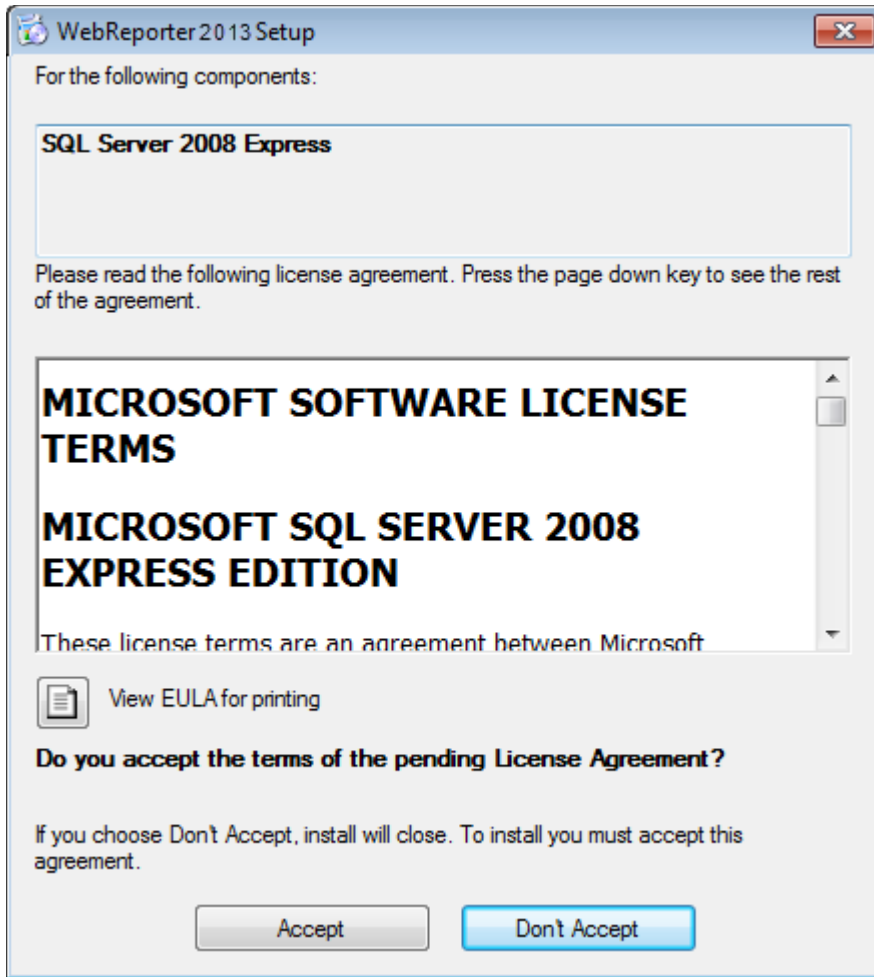 WebReporter 2013 Setup
For the following components:
SQL Server 2008 Express
Please read the following license agreement. Press the page down key to see the rest
of the agreement.
MICROSOFT SOFTWARE LICENSE
TERMS
MICROSOFT SQL SERVER 2008
EXPRESS EDITION
These license terms are an agreement between Microsoft
View EULA for printing
Do you accept the terms of the pending License Agreement?
If you choose Don't Accept, install will close. To install you must accept this
agreement.
Accept
Don't Accept